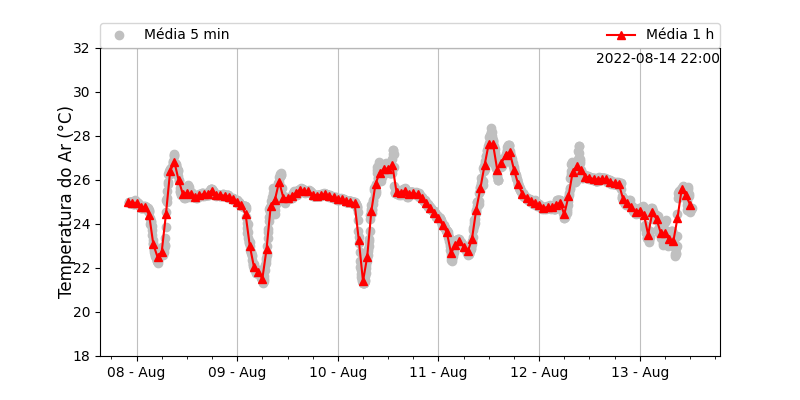 Média 5 min
Média 1 h
2022-08-14 22:00
Temperatura do Ar (°C)
32
30
28
26
24
22
20
18
08 - Aug
09 - Aug
10 - Aug
11 - Aug
12 - Aug
13 - Aug